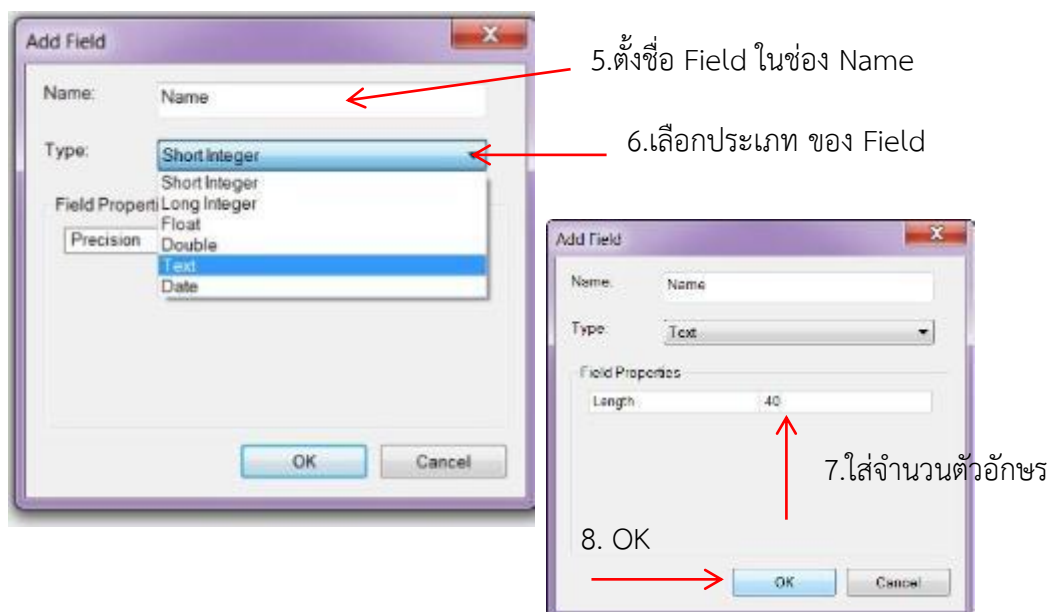 Add Field
Name: Name
5.ตั้งชื่อ Field ในช่อง Name
Type: Short Integer
6.เลือกประเภท ของ Field
Short Integer
Long Integer
Float
Double
Text
Date
Field Properti
Precision
OK Cancel
Add Field
Name: Name
Type: Text
Field Properties
Length 40
7.ใส่จำนวนตัวอักษร
8. OK
OK Cancel